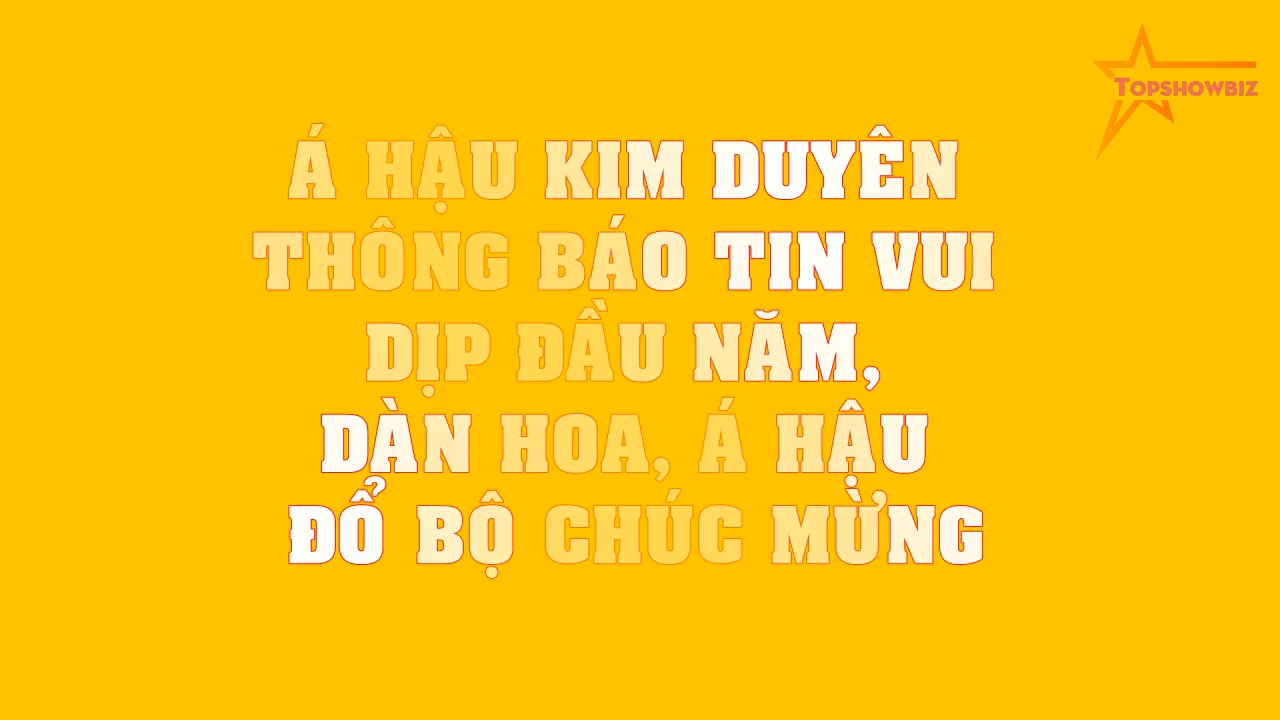 TOPSHOWBIZ
Á HẬU KIM DUYÊN
THÔNG BÁO TIN VUI
DỊP ĐẦU NĂM,
DÀN HOA, Á HẬU
ĐỔ BỘ CHÚC MỪNG